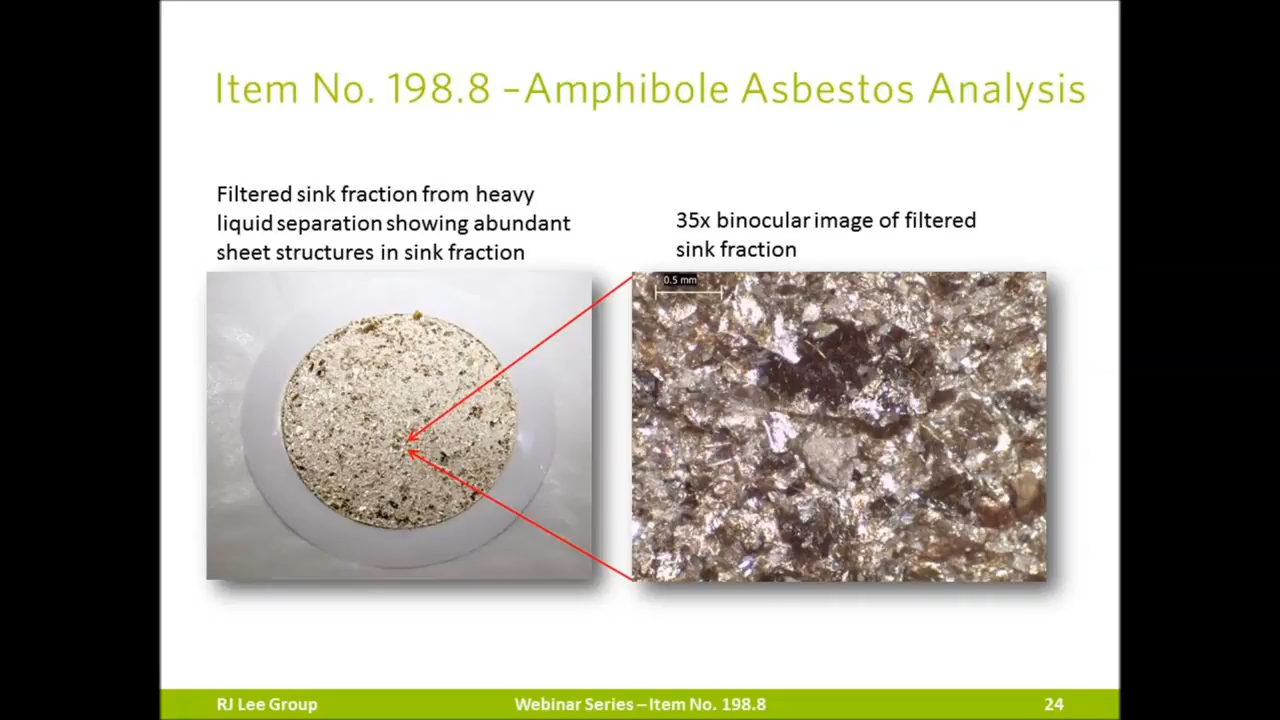 Item No. 198.8 –Amphibole Asbestos Analysis
Filtered sink fraction from heavy
liquid separation showing abundant
sheet structures in sink fraction
35x binocular image of filtered
sink fraction
0.5 mm
RJ Lee Group
Webinar Series – Item No. 198.8
24